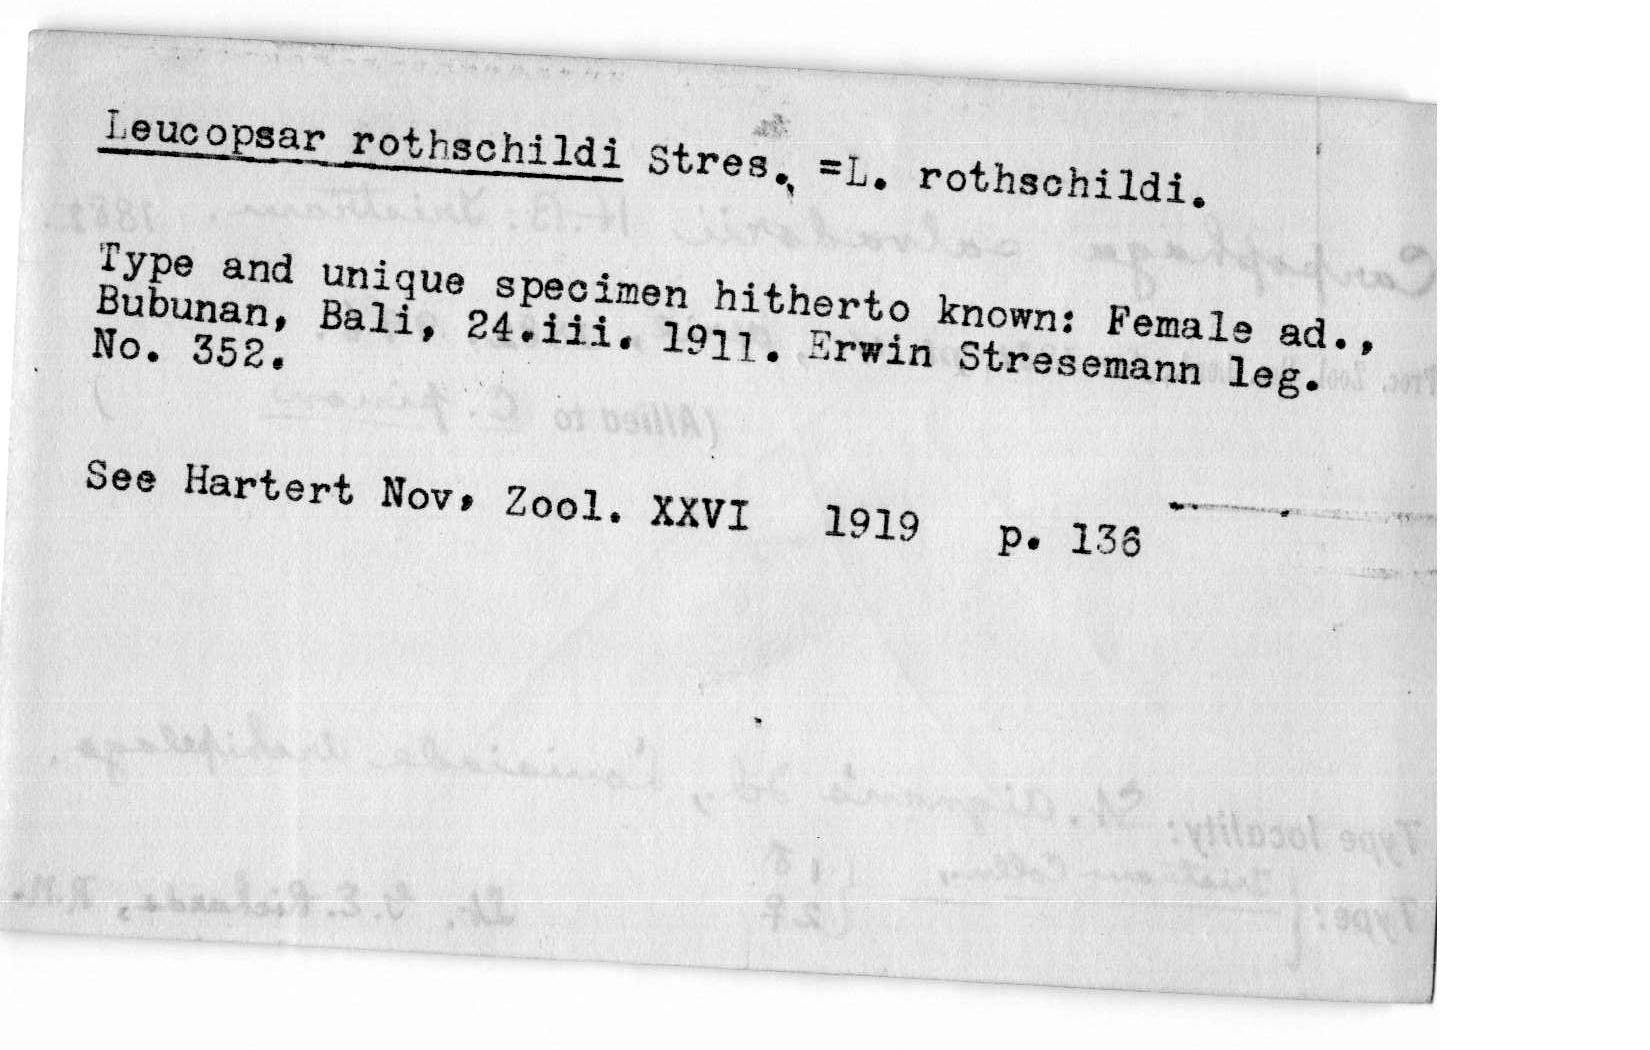 Leucopsar rothschildi Stres., =L. rothschildi.
Type and unique specimen hitherto known: Female ad.,
Bubunan, Bali, 24.iii. 1911. Erwin Stresemann leg.
No. 352.
See Hartert Nov, Zool. XXVI 1919 p. 136